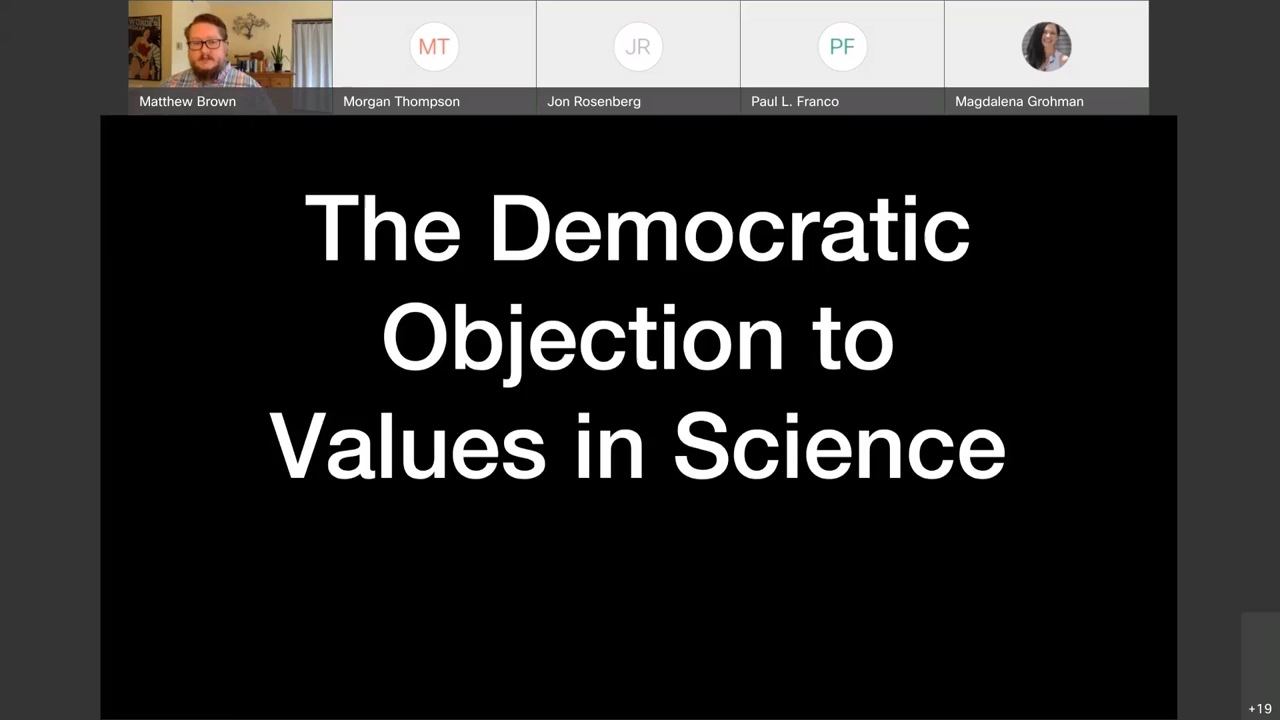 MT
JR
PF
Matthew Brown
Morgan Thompson
Jon Rosenberg
Paul L. Franco
Magdalena Grohman
The Democratic
Objection to
Values in Science
+19